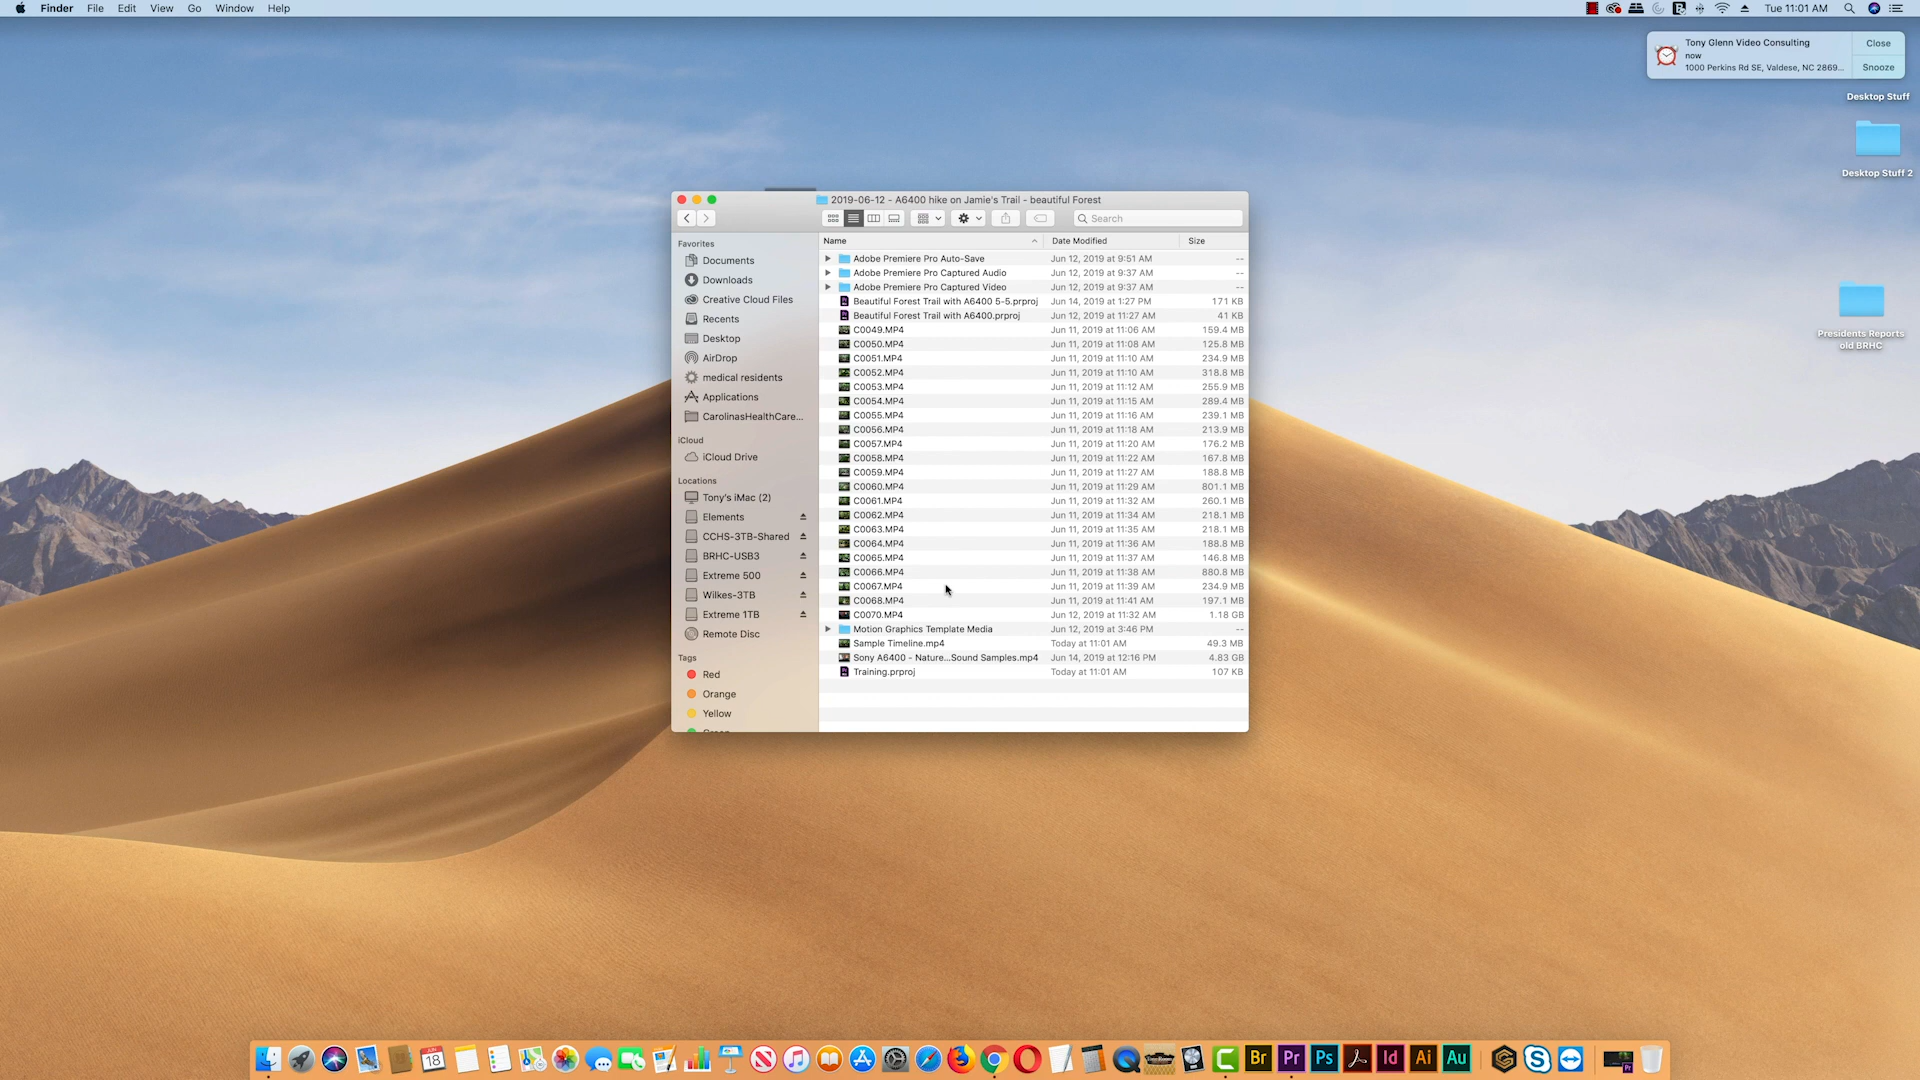 Finder File Edit View Go Window Help
Tue 11:01 AM
Tony Glenn Video Consulting
now
1000 Perkins Rd SE, Valdese, NC 2869...
Close
Snooze
Desktop Stuff
Desktop Stuff 2
Presidents Reports
old BRHC
2019-06-12 - A6400 hike on Jamie's Trail - beautiful Forest
Search
Favorites
Documents
Downloads
Creative Cloud Files
Recents
Desktop
AirDrop
medical residents
Applications
CarolinasHealthCare...
iCloud
iCloud Drive
Locations
Tony's iMac (2)
Elements
CCHS-3TB-Shared
BRHC-USB3
Extreme 500
Wilkes-3TB
Extreme 1TB
Remote Disc
Tags
Red
Orange
Yellow
Name Date Modified Size
Adobe Premiere Pro Auto-Save Jun 12, 2019 at 9:51 AM --
Adobe Premiere Pro Captured Audio Jun 12, 2019 at 9:37 AM --
Adobe Premiere Pro Captured Video Jun 12, 2019 at 9:37 AM --
Beautiful Forest Trail with A6400 5-5.prproj Jun 14, 2019 at 1:27 PM 171 KB
Beautiful Forest Trail with A6400.prproj Jun 12, 2019 at 11:27 AM 41 KB
C0049.MP4 Jun 11, 2019 at 11:06 AM 159.4 MB
C0050.MP4 Jun 11, 2019 at 11:08 AM 125.8 MB
C0051.MP4 Jun 11, 2019 at 11:10 AM 234.9 MB
C0052.MP4 Jun 11, 2019 at 11:10 AM 318.8 MB
C0053.MP4 Jun 11, 2019 at 11:12 AM 255.9 MB
C0054.MP4 Jun 11, 2019 at 11:15 AM 289.4 MB
C0055.MP4 Jun 11, 2019 at 11:16 AM 239.1 MB
C0056.MP4 Jun 11, 2019 at 11:18 AM 213.9 MB
C0057.MP4 Jun 11, 2019 at 11:20 AM 176.2 MB
C0058.MP4 Jun 11, 2019 at 11:22 AM 167.8 MB
C0059.MP4 Jun 11, 2019 at 11:27 AM 188.8 MB
C0060.MP4 Jun 11, 2019 at 11:29 AM 801.1 MB
C0061.MP4 Jun 11, 2019 at 11:32 AM 260.1 MB
C0062.MP4 Jun 11, 2019 at 11:34 AM 218.1 MB
C0063.MP4 Jun 11, 2019 at 11:35 AM 218.1 MB
C0064.MP4 Jun 11, 2019 at 11:36 AM 188.8 MB
C0065.MP4 Jun 11, 2019 at 11:37 AM 146.8 MB
C0066.MP4 Jun 11, 2019 at 11:38 AM 880.8 MB
C0067.MP4 Jun 11, 2019 at 11:39 AM 234.9 MB
C0068.MP4 Jun 11, 2019 at 11:41 AM 197.1 MB
C0070.MP4 Jun 12, 2019 at 11:32 AM 1.18 GB
Motion Graphics Template Media Jun 12, 2019 at 3:46 PM --
Sample Timeline.mp4 Today at 11:01 AM 49.3 MB
Sony A6400 - Nature...Sound Samples.mp4 Jun 14, 2019 at 12:16 PM 4.83 GB
Training.prproj Today at 11:01 AM 107 KB
18 Br Pr Ps Id Ai Au